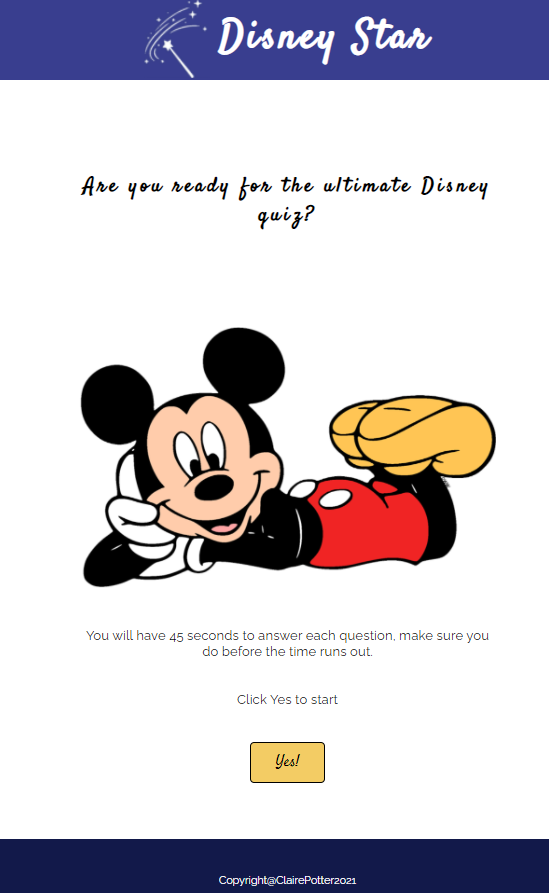 Disney Star
Are you ready for the ultimate Disney
quiz?
You will have 45 seconds to answer each question, make sure you
do before the time runs out.
Click Yes to start
Yes!
Copyright@ClairePotter2021